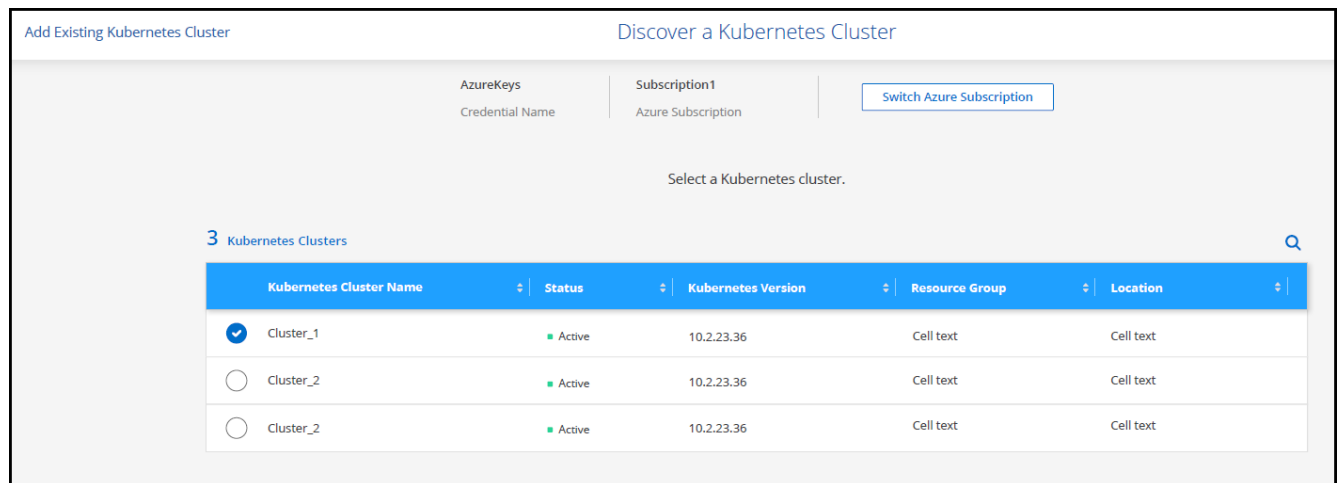 Add Existing Kubernetes Cluster
Discover a Kubernetes Cluster
AzureKeys
Credential Name
Subscription1
Azure Subscription
Switch Azure Subscription
Select a Kubernetes cluster.
3 Kubernetes Clusters
Kubernetes Cluster Name Status Kubernetes Version Resource Group Location
Cluster_1 Active 10.2.23.36 Cell text Cell text
Cluster_2 Active 10.2.23.36 Cell text Cell text
Cluster_2 Active 10.2.23.36 Cell text Cell text